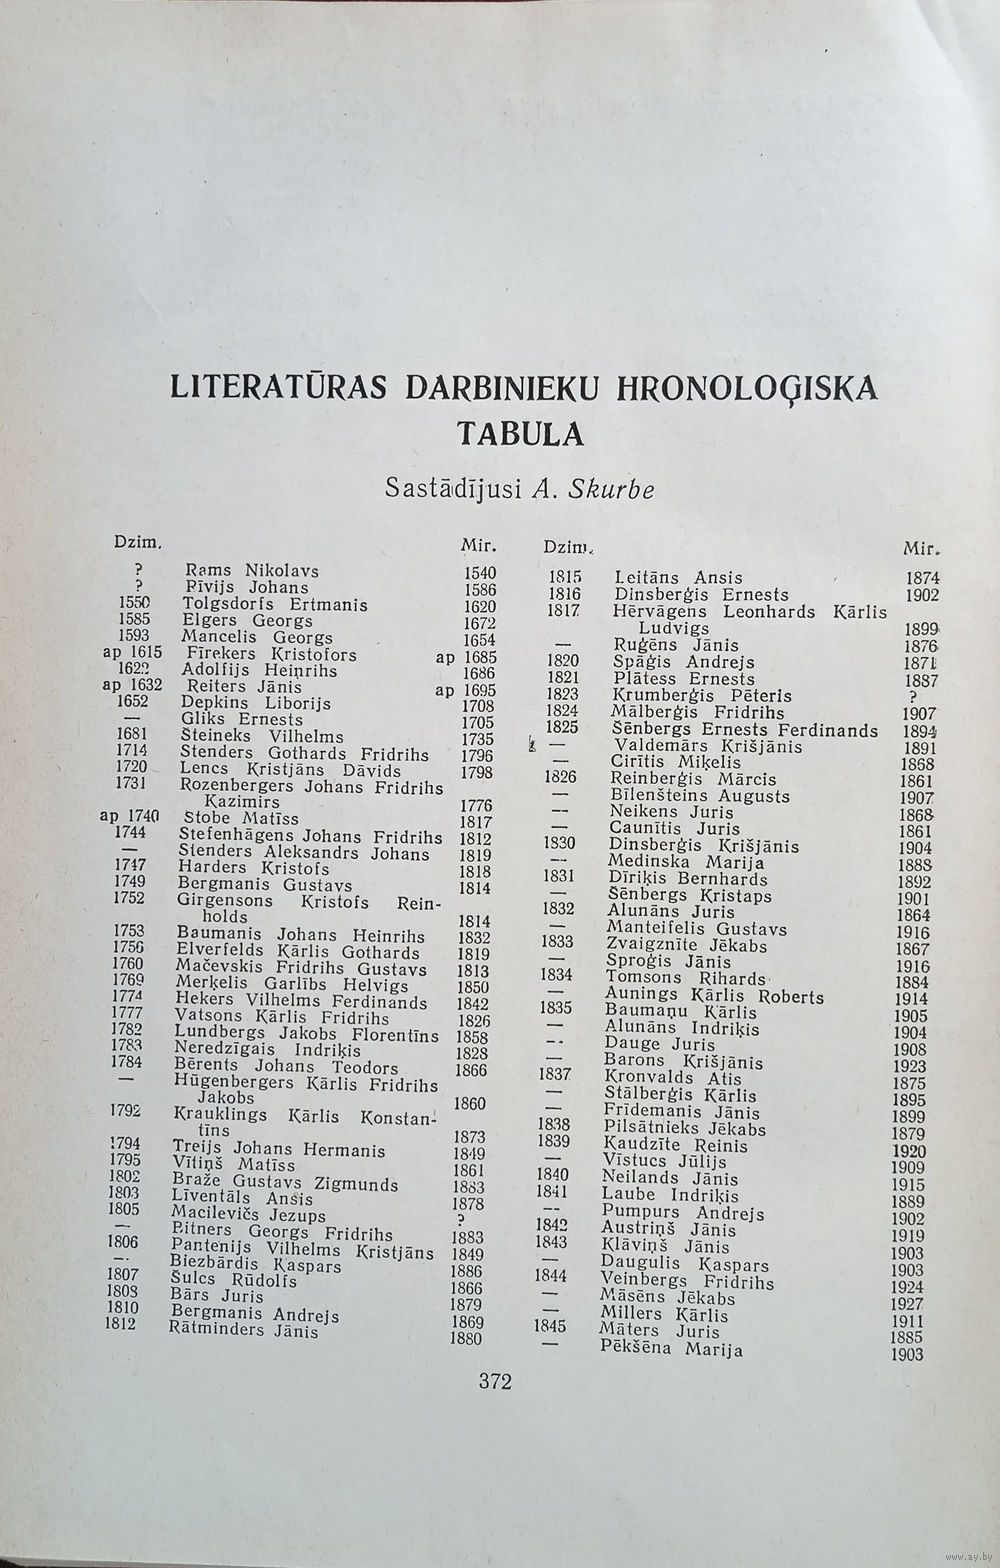 LITERATŪRAS DARBINIEKU HRONOLOĢISKA
TABULA
Sastādījusi A. Skurbe
Dzim. Mir.
? Rams Nikolavs 1540
? Pīvijs Johans 1586
1550 Tolgsdorfs Ertmanis 1620
1585 Elgers Georgs 1672
1593 Mancelis Georgs 1654
ap 1615 Fīrekers Kristofors ap 1685
1622 Adolfijs Heiņrihs 1686
ap 1632 Reiters Jānis ap 1695
1652 Depkins Liborijs 1708
— Gliks Ernests 1705
1681 Šteineks Vilhelms 1735
1714 Stenders Gothards Fridrihs 1796
1720 Lencs Kristjāns Dāvids 1798
1731 Rozenbergers Johans Fridrihs
Kazimirs 1776
ap 1740 Stobe Matīss 1817
1744 Stefenhāgens Johans Fridrihs 1812
— Stenders Aleksandrs Johans 1819
1747 Harders Kristofs 1818
1749 Bergmanis Gustavs 1814
1752 Girgensons Kristofs Rein-
holds 1814
1753 Baumanis Johans Heinrihs 1832
1756 Elverfelds Kārlis Gothards 1819
1760 Mačevskis Fridrihs Gustavs 1813
1769 Merķelis Garlībs Helvigs 1850
1774 Hekers Vilhelms Ferdinands 1842
1777 Vatsons Kārlis Fridrihs 1826
1782 Lundbergs Jakobs Florentīns 1858
1783 Neredzīgais Indriķis 1828
1784 Bērents Johans Teodors 1866
— Hūgenbergers Kārlis Fridrihs
Jakobs 1860
1792 Krauklings Kārlis Konstan-
tīns 1873
1794 Treijs Johans Hermanis 1849
1795 Vītiņš Matīss 1861
1802 Braže Gustavs Zigmunds 1883
1803 Līventāls Ansis 1878
1805 Macilevičs Jezups ?
— Bitners Georgs Fridrihs 1883
1806 Pantenijs Vilhelms Kristjāns 1849
— Biezbārdis Kaspars 1886
1807 Šulcs Rūdolfs 1866
1808 Bārs Juris 1879
1810 Bergmanis Andrejs 1869
1812 Rātminders Jānis 1880
Dzim. Mir.
1815 Leitāns Ansis 1874
1816 Dinsberģis Ernests 1902
1817 Hērvāgens Leonhards Kārlis
Ludvigs 1899
— Ruģēns Jānis 1876
1820 Spāģis Andrejs 1871
1821 Plātess Ernests 1887
1823 Krumberģis Pēteris ?
1824 Mālberģis Fridrihs 1907
1825 Šēnbergs Ernests Ferdinands 1894
— Valdemārs Krišjānis 1891
— Cirītis Miķelis 1868
1826 Reinberģis Mārcis 1861
— Bīlenšteins Augusts 1907
— Neikens Juris 1868
— Caunītis Juris 1861
1830 Dinsberģis Krišjānis 1904
— Medinska Marija 1888
1831 Dīriķis Bernhards 1892
— Šēnbergs Kristaps 1901
1832 Alunāns Juris 1864
— Manteifelis Gustavs 1916
1833 Zvaigznīte Jēkabs 1867
— Sproģis Jānis 1916
1834 Tomsons Rihards 1884
— Aunings Kārlis Roberts 1914
1835 Baumaņu Kārlis 1905
— Alunāns Indriķis 1904
— Dauge Juris 1908
— Barons Krišjānis 1923
1837 Kronvalds Atis 1875
— Stālberģis Kārlis 1895
— Frīdemanis Jānis 1899
1838 Pilsātnieks Jēkabs 1879
1839 Kaudzīte Reinis 1920
— Vīstucs Jūlijs 1909
1840 Neilands Jānis 1915
1841 Laube Indriķis 1889
— Pumpurs Andrejs 1902
1842 Austriņš Jānis 1919
1843 Kļāviņš Jānis 1903
— Daugulis Kaspars 1903
1844 Veinbergs Fridrihs 1924
— Māsēns Jēkabs 1927
— Millers Kārlis 1911
1845 Māters Juris 1885
— Pēkšēna Marija 1903
372
www.ay.by